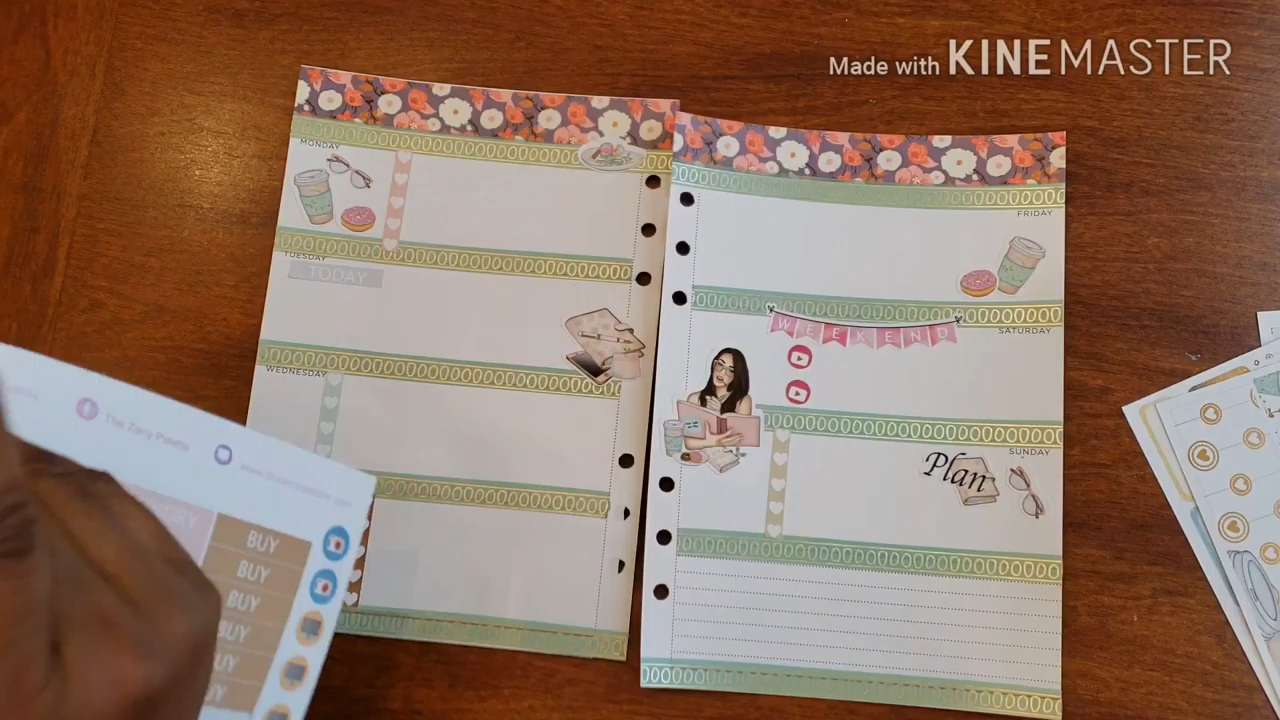 Made with KINEMASTER
MONDAY
TUESDAY
TODAY
WEDNESDAY
FRIDAY
WEEKEND
SATURDAY
SUNDAY
Plan
The Zany Palette
BUY
BUY
BUY
BUY
BUY